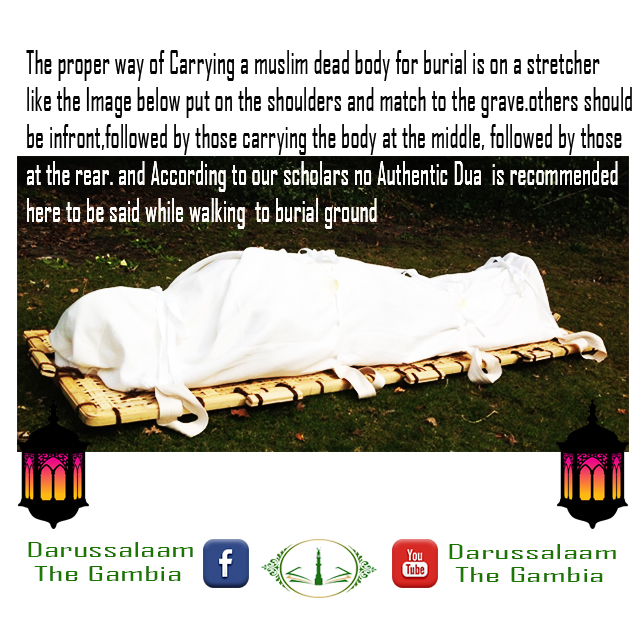 The proper way of Carrying a muslim dead body for burial is on a stretcher
like the Image below put on the shoulders and match to the grave.others should
be infront,followed by those carrying the body at the middle, followed by those
at the rear. and According to our scholars no Authentic Dua is recommended
here to be said while walking to burial ground
Darussalaam
The Gambia
f
You
Tube
Darussalaam
The Gambia